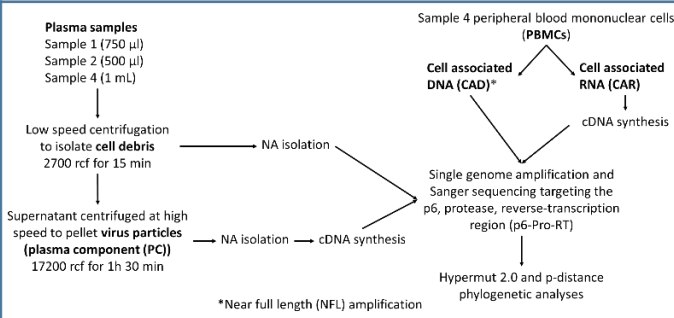 Plasma samples
Sample 1 (750 µl)
Sample 2 (500 µl)
Sample 4 (1 mL)
Low speed centrifugation
to isolate cell debris
2700 rcf for 15 min
NA isolation
Supernatant centrifuged at high
speed to pellet virus particles
(plasma component (PC))
17200 rcf for 1h 30 min
NA isolation
cDNA synthesis
Sample 4 peripheral blood mononuclear cells
(PBMCs)
Cell associated
DNA (CAD)*
Cell associated
RNA (CAR)
cDNA synthesis
Single genome amplification and
Sanger sequencing targeting the
p6, protease, reverse-transcription
region (p6-Pro-RT)
Hypermut 2.0 and p-distance
phylogenetic analyses
*Near full length (NFL) amplification